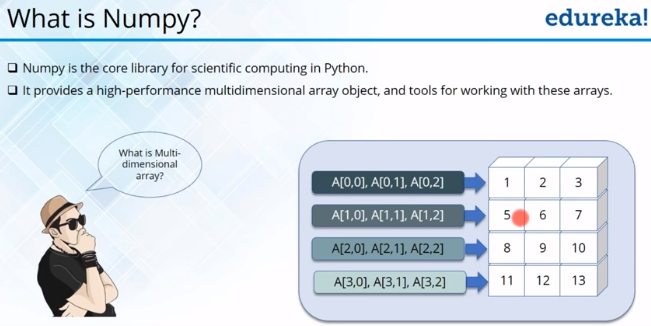 What is Numpy?
edureka!
Numpy is the core library for scientific computing in Python.
It provides a high-performance multidimensional array object, and tools for working with these arrays.
What is Multi-
dimensional
array?
A[0,0], A[0,1], A[0,2]
1 2 3
A[1,0], A[1,1], A[1,2]
5 6 7
A[2,0], A[2,1], A[2,2]
8 9 10
A[3,0], A[3,1], A[3,2]
11 12 13